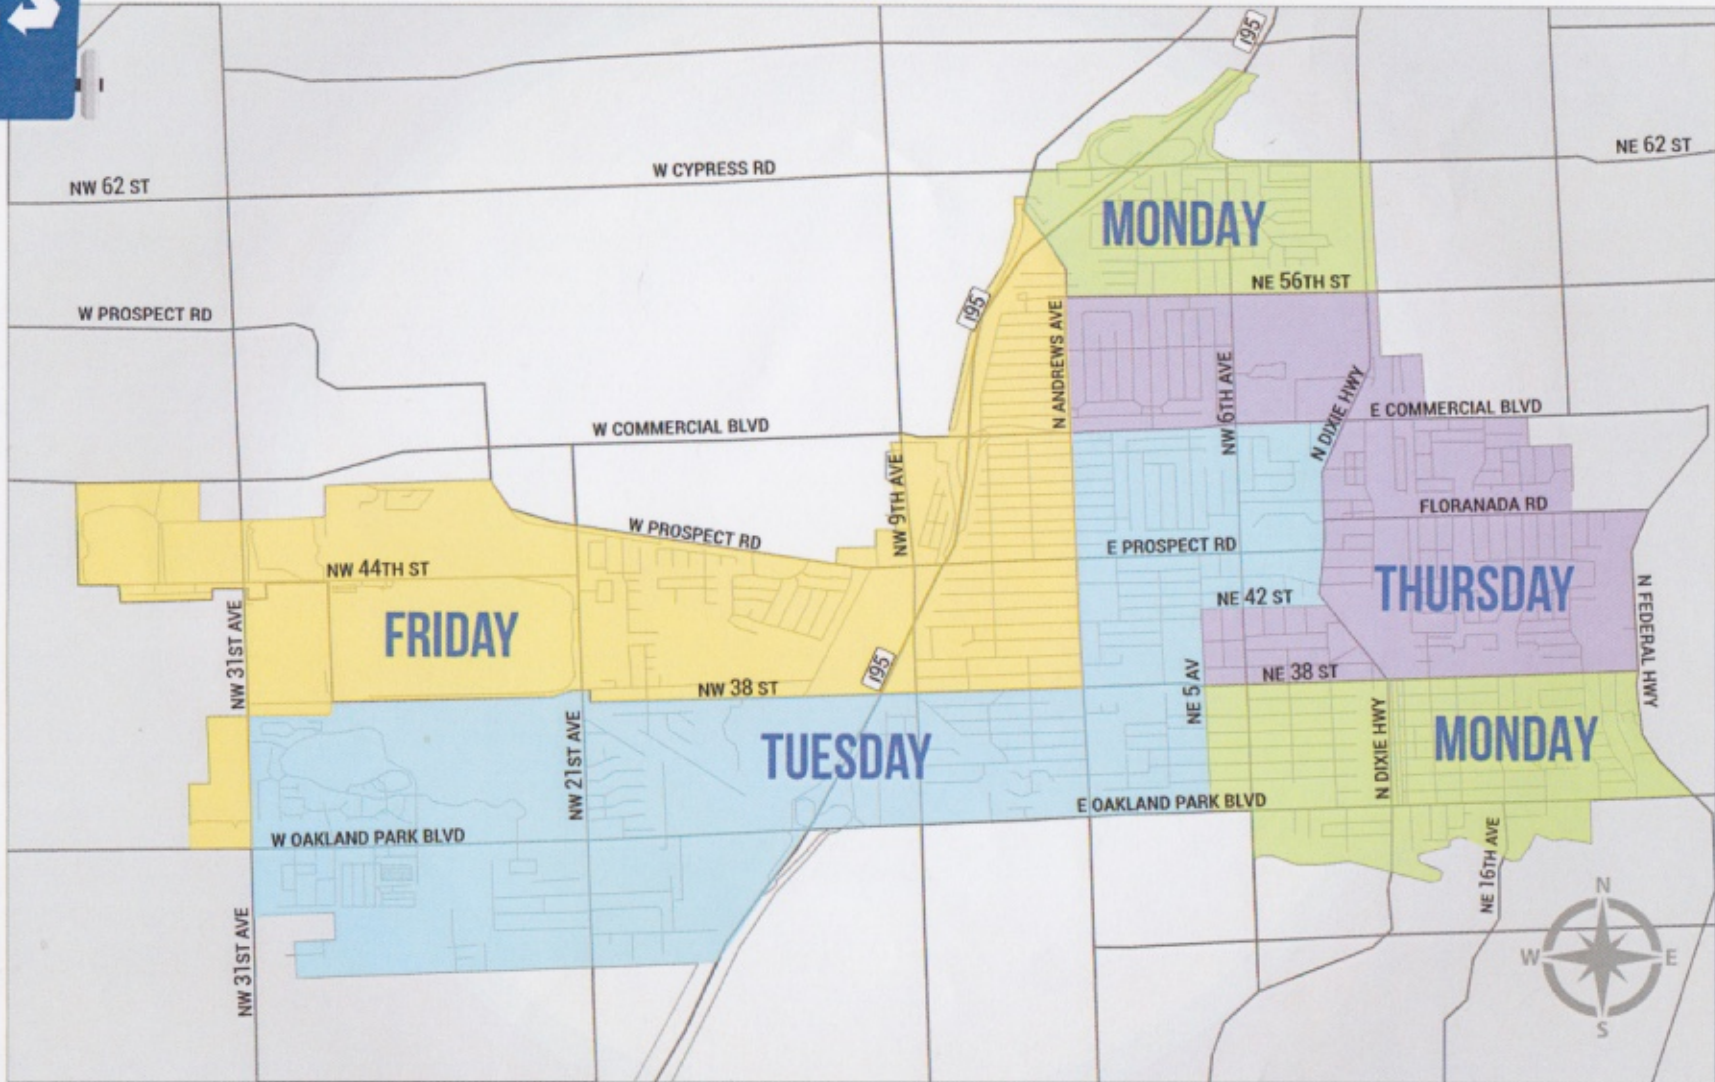 I95
NE 62 ST
W CYPRESS RD
NW 62 ST
MONDAY
NE 56TH ST
W PROSPECT RD
I95
N ANDREWS AVE
NW 6TH AVE
N DIXIE HWY
E COMMERCIAL BLVD
W COMMERCIAL BLVD
NW 9TH AVE
FLORANADA RD
W PROSPECT RD
E PROSPECT RD
NW 44TH ST
THURSDAY
NE 42 ST
N FEDERAL HWY
NW 31ST AVE
FRIDAY
I95
NE 38 ST
NW 38 ST
NE 5 AV
NW 21ST AVE
TUESDAY
N DIXIE HWY
MONDAY
E OAKLAND PARK BLVD
W OAKLAND PARK BLVD
NE 16TH AVE
NW 31ST AVE
N
W
E
S